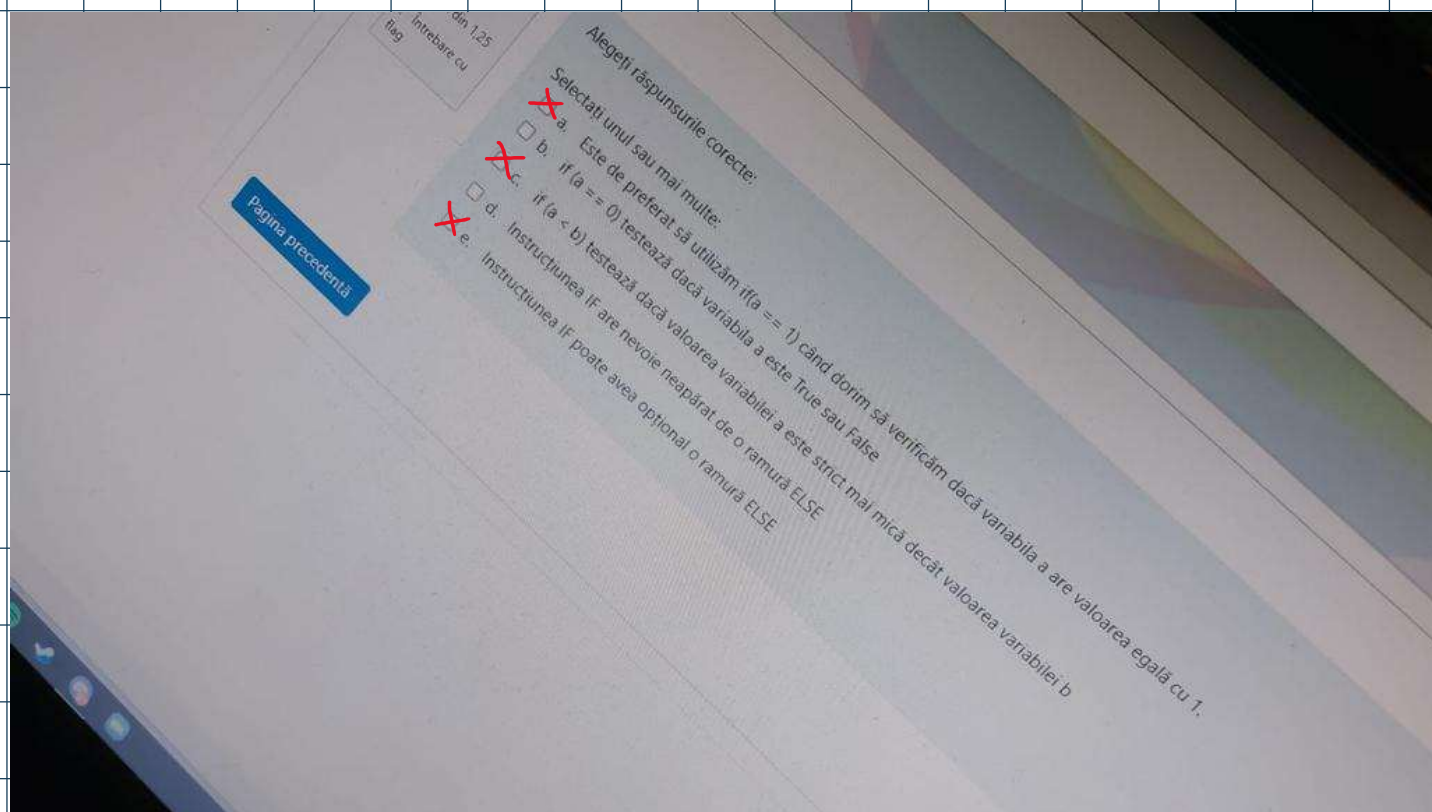 din 1,25
Întrebare cu
flag
Alegeți răspunsurile corecte:
Selectați unul sau mai multe:
a. Este de preferat să utilizăm if(a == 1) când dorim să verificăm dacă variabila a are valoarea egală cu 1.
b. if (a == 0) testează dacă variabila a este True sau False
c. if (a < b) testează dacă valoarea variabilei a este strict mai mică decât valoarea variabilei b
d. Instrucțiunea IF are nevoie neapărat de o ramură ELSE
e. Instrucțiunea IF poate avea opțional o ramură ELSE
Pagina precedentă